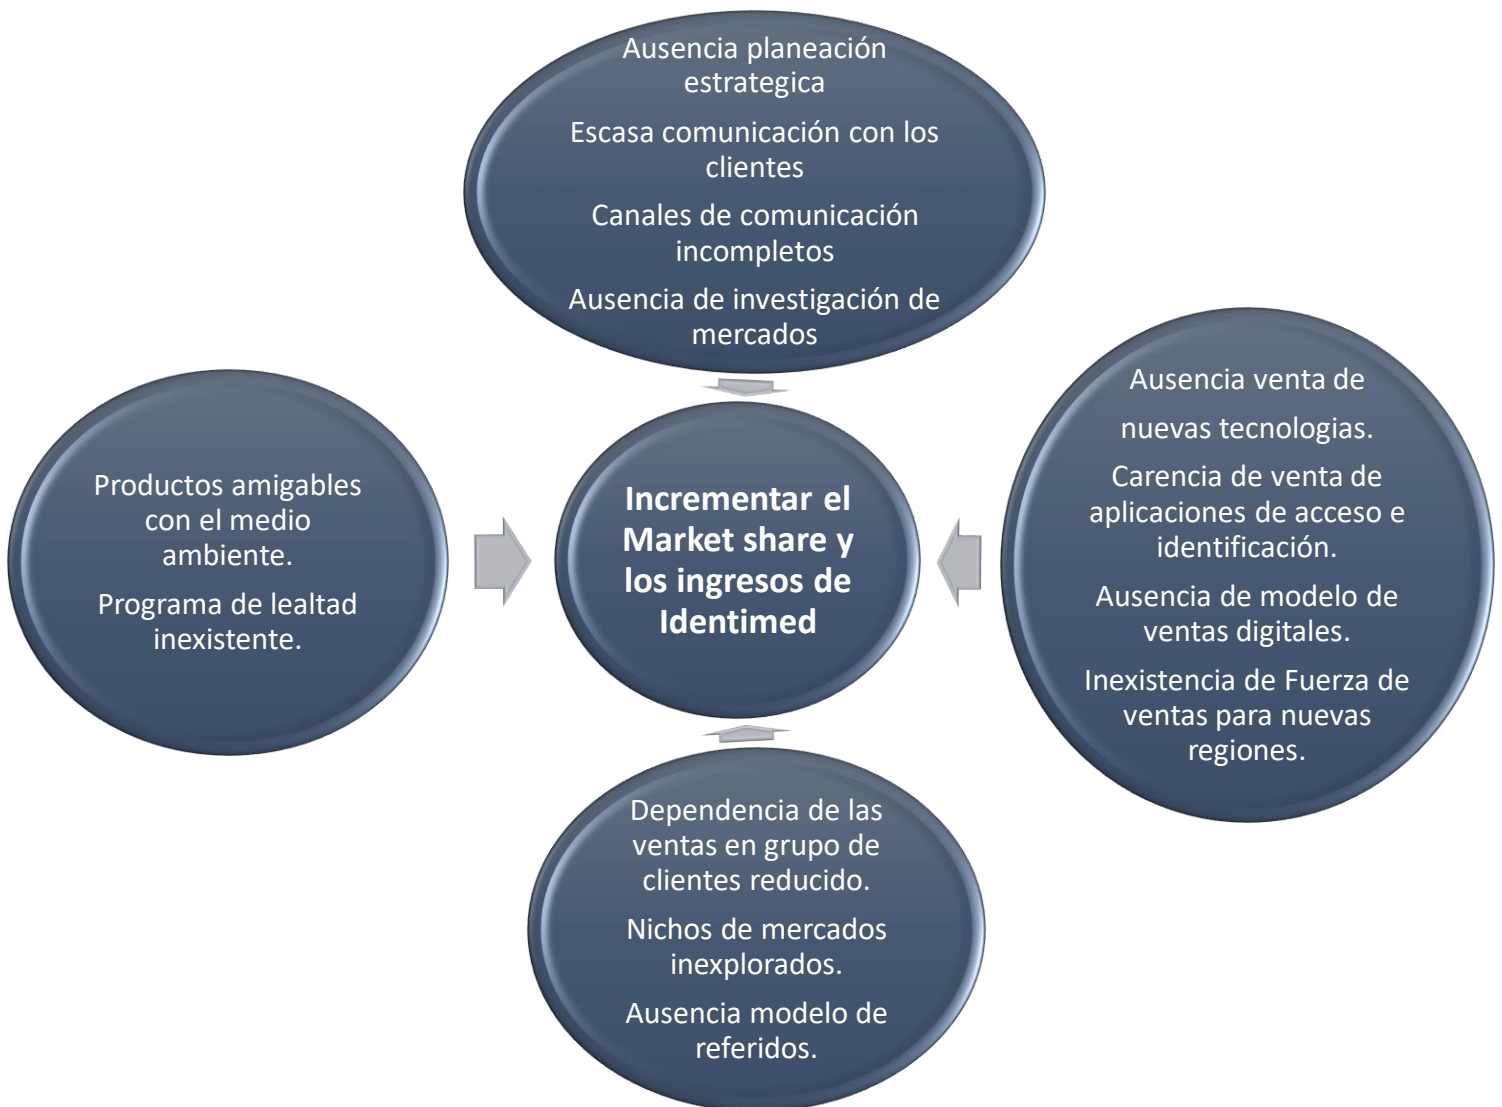 Ausencia planeación
estrategica
Escasa comunicación con los
clientes
Canales de comunicación
incompletos
Ausencia de investigación de
mercados
Productos amigables
con el medio
ambiente.
Programa de lealtad
inexistente.
Incrementar el
Market share y
los ingresos de
Identimed
Ausencia venta de
nuevas tecnologias.
Carencia de venta de
aplicaciones de acceso e
identificación.
Ausencia de modelo de
ventas digitales.
Inexistencia de Fuerza de
ventas para nuevas
regiones.
Dependencia de las
ventas en grupo de
clientes reducido.
Nichos de mercados
inexplorados.
Ausencia modelo de
referidos.